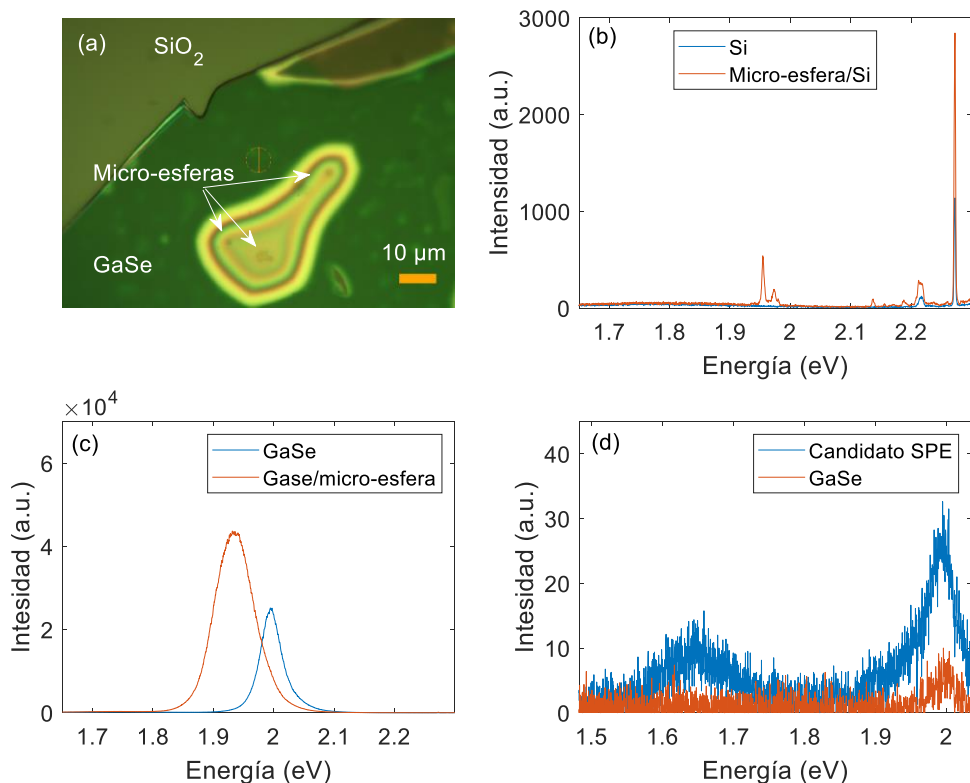 (a)
SiO2
Micro-esferas
GaSe
10 µm
(b)
Si
Micro-esfera/Si
3000
2000
1000
0
Intensidad (a.u.)
1.7 1.8 1.9 2 2.1 2.2
Energía (eV)
×10^4
(c)
GaSe
Gase/micro-esfera
6
4
2
0
Intesidad (a.u.)
1.7 1.8 1.9 2 2.1 2.2
Energía (eV)
(d)
Candidato SPE
GaSe
40
30
20
10
0
Intesidad (a.u.)
1.5 1.6 1.7 1.8 1.9 2
Energía (eV)